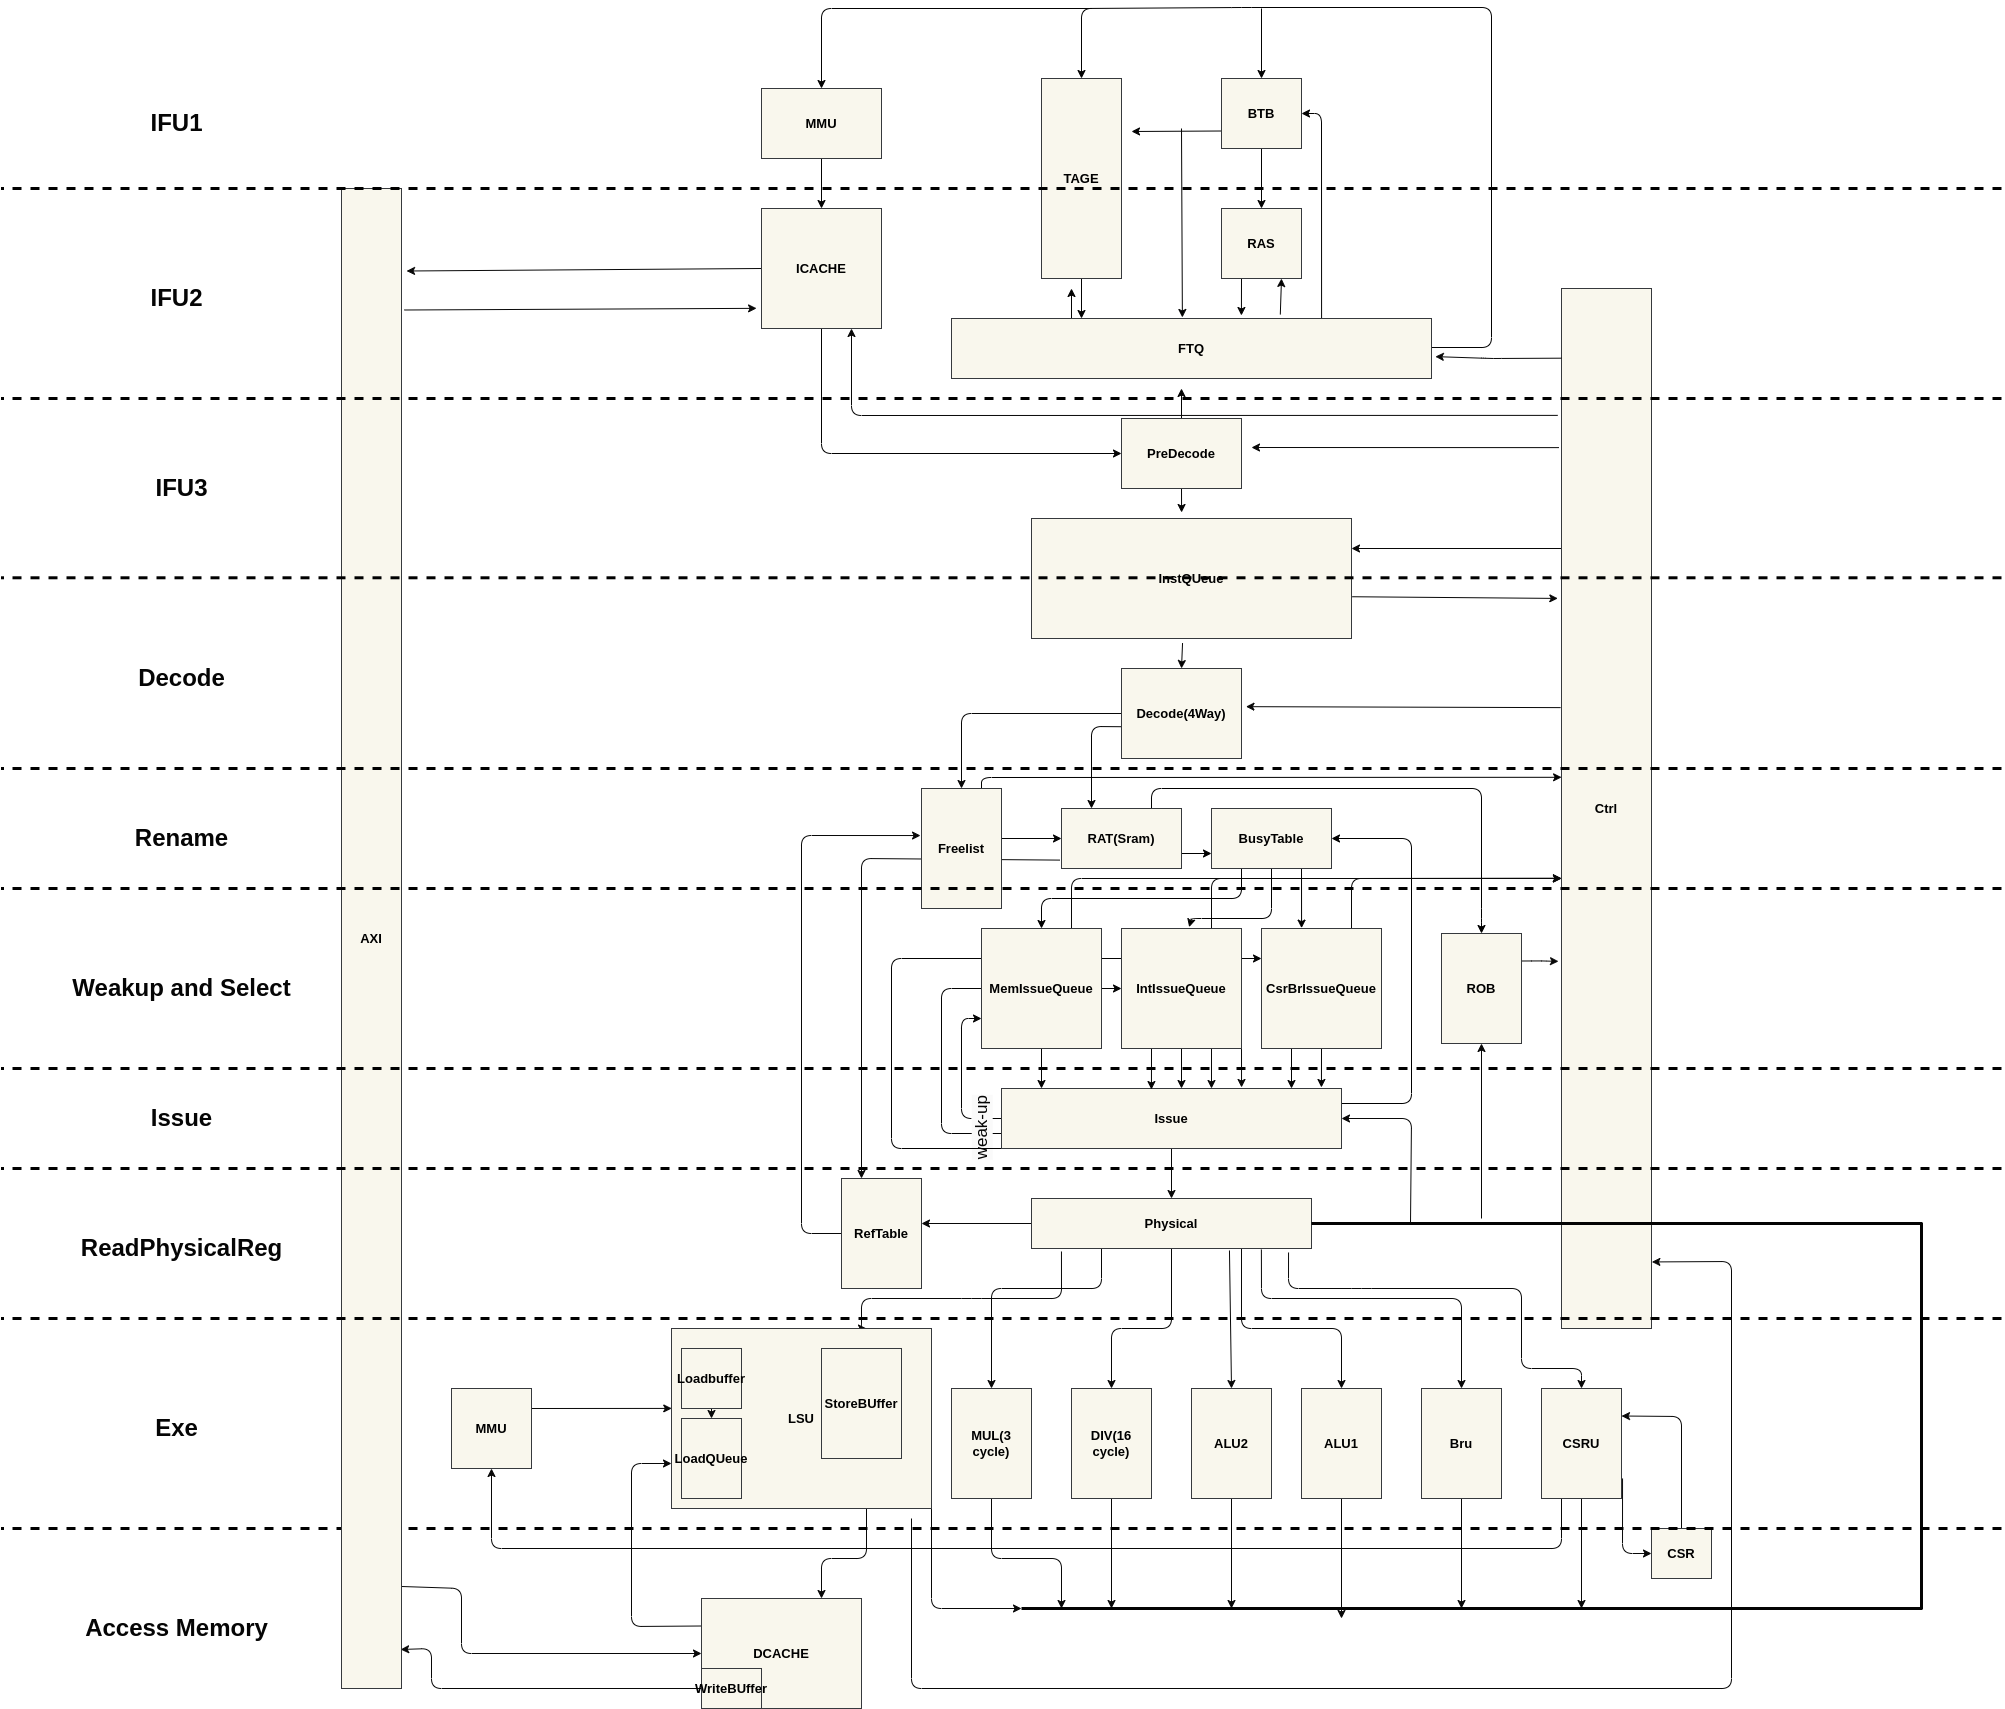 IFU1
MMU
BTB
TAGE
IFU2
ICACHE
RAS
FTQ
IFU3
PreDecode
InstQUeue
Decode
Decode(4Way)
Rename
Freelist
RAT(Sram)
BusyTable
Ctrl
AXI
Weakup and Select
MemIssueQueue
IntIssueQueue
CsrBrIssueQueue
ROB
Issue
weak-up
Issue
ReadPhysicalReg
RefTable
Physical
Exe
MMU
Loadbuffer
LoadQUeue
LSU
StoreBUffer
MUL(3
cycle)
DIV(16
cycle)
ALU2
ALU1
Bru
CSRU
CSR
Access Memory
DCACHE
WriteBUffer